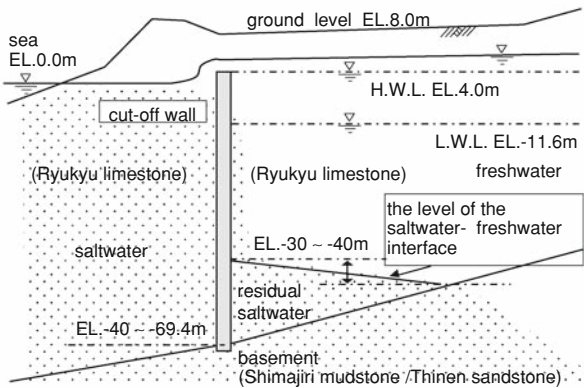 ground level EL.8.0m
sea
EL.0.0m
H.W.L. EL.4.0m
cut-off wall
L.W.L. EL.-11.6m
(Ryukyu limestone)
(Ryukyu limestone)
freshwater
the level of the
saltwater- freshwater
interface
saltwater
EL.-30 ~ -40m
residual
saltwater
EL.-40 ~ -69.4m
basement
(Shimajiri mudstone /Thinen sandstone)